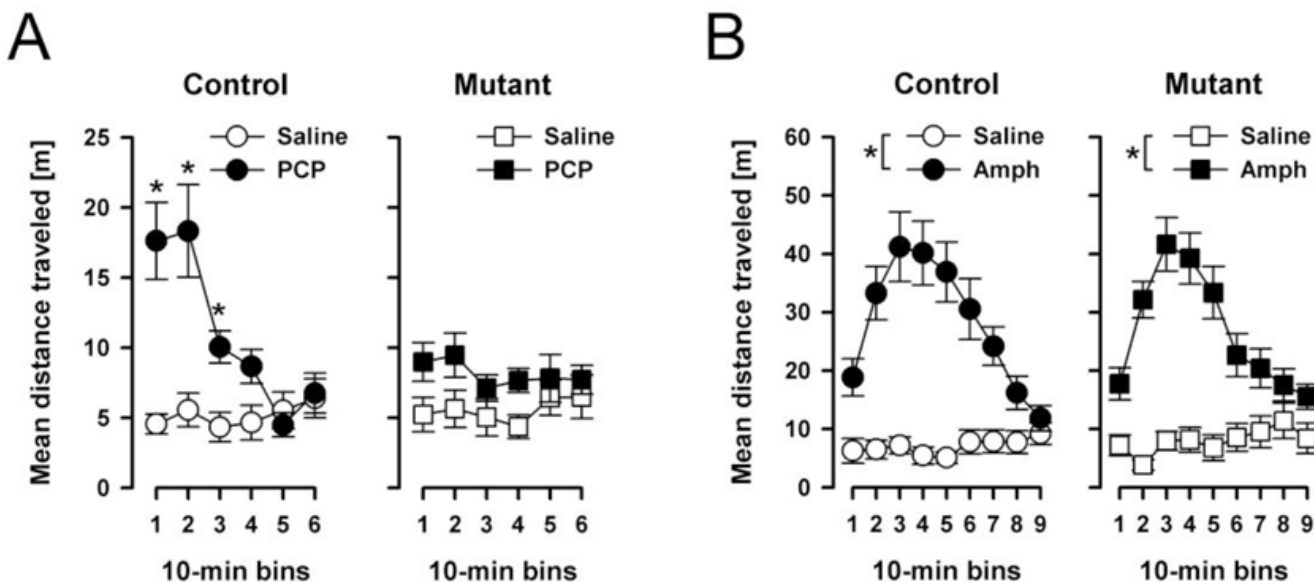 A
B
Control
Mutant
Control
Mutant
Mean distance traveled [m]
25
20
15
10
5
0
Saline
PCP
* * *
1 2 3 4 5 6
10-min bins
Saline
PCP
1 2 3 4 5 6
10-min bins
Mean distance traveled [m]
60
50
40
30
20
10
0
* Saline
Amph
1 2 3 4 5 6 7 8 9
10-min bins
* Saline
Amph
1 2 3 4 5 6 7 8 9
10-min bins